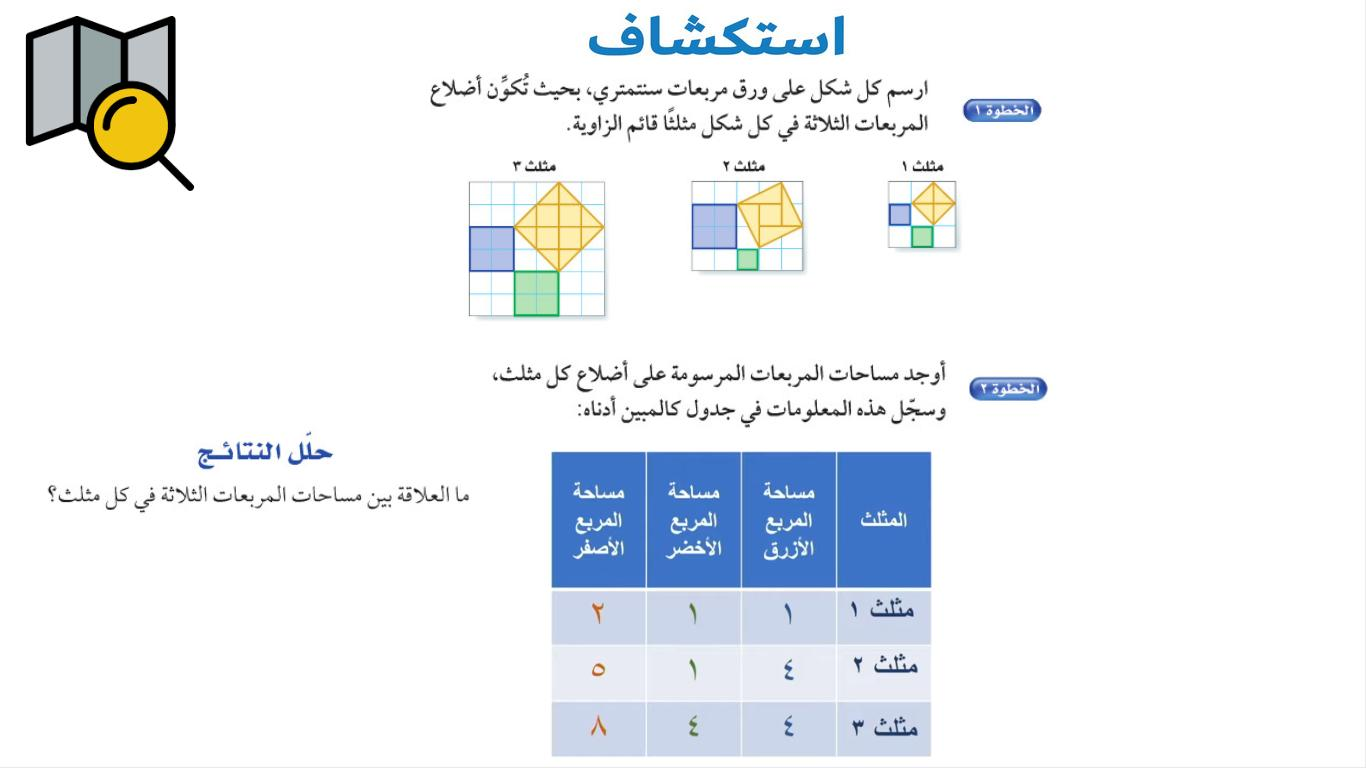 استكشاف
الخطوة ١
ارسم كل شكل على ورق مربعات سنتمتري، بحيث تُكوِّن أضلاع
المربعات الثلاثة في كل شكل مثلثًا قائم الزاوية.
مثلث ١
مثلث ٢
مثلث ٣
الخطوة ٢
أوجد مساحات المربعات المرسومة على أضلاع كل مثلث،
وسجّل هذه المعلومات في جدول كالمبين أدناه:
المثلث
مساحة
المربع
الأزرق
مساحة
المربع
الأخضر
مساحة
المربع
الأصفر
مثلث ١ ١ ١ ٢
مثلث ٢ ٤ ١ ٥
مثلث ٣ ٤ ٤ ٨
حلّل النتائج
ما العلاقة بين مساحات المربعات الثلاثة في كل مثلث؟